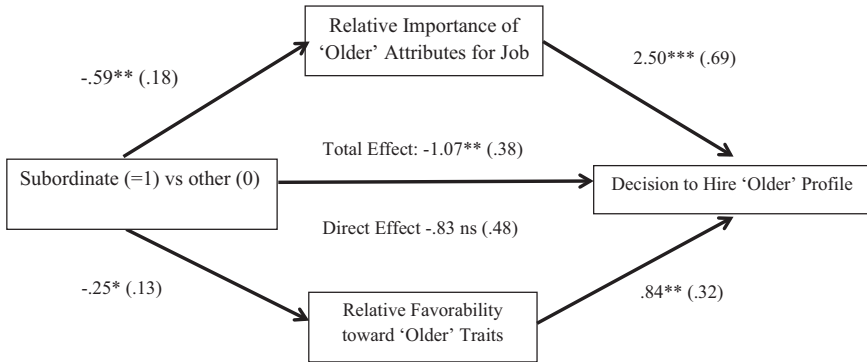 Relative Importance of
‘Older’ Attributes for Job
-.59** (.18)
2.50*** (.69)
Total Effect: -1.07** (.38)
Subordinate (=1) vs other (0)
Decision to Hire ‘Older’ Profile
Direct Effect -.83 ns (.48)
-.25* (.13)
.84** (.32)
Relative Favorability
toward ‘Older’ Traits